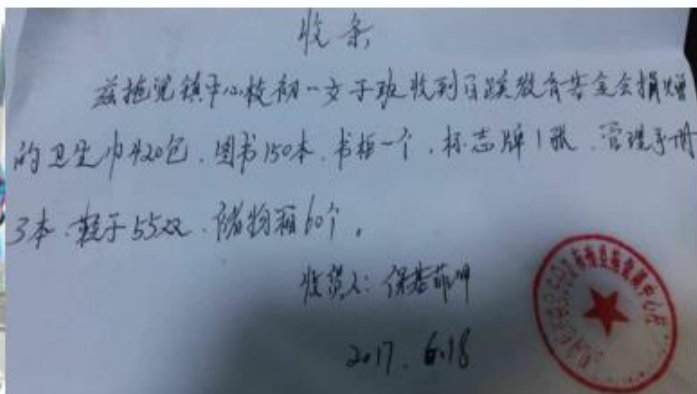 收条
兹拖觉镇中心校初一女子班收到百蹊教育基金会捐赠
的卫生巾420包、图书150本、书柜一个、标志牌1张、管理手册
3本、鞋子55双、储物箱60个。
收货人:
2017.6.18